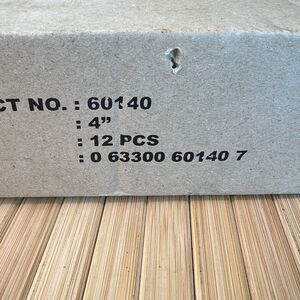 CT NO. : 60140
: 4”
: 12 PCS
: 0 63300 60140 7